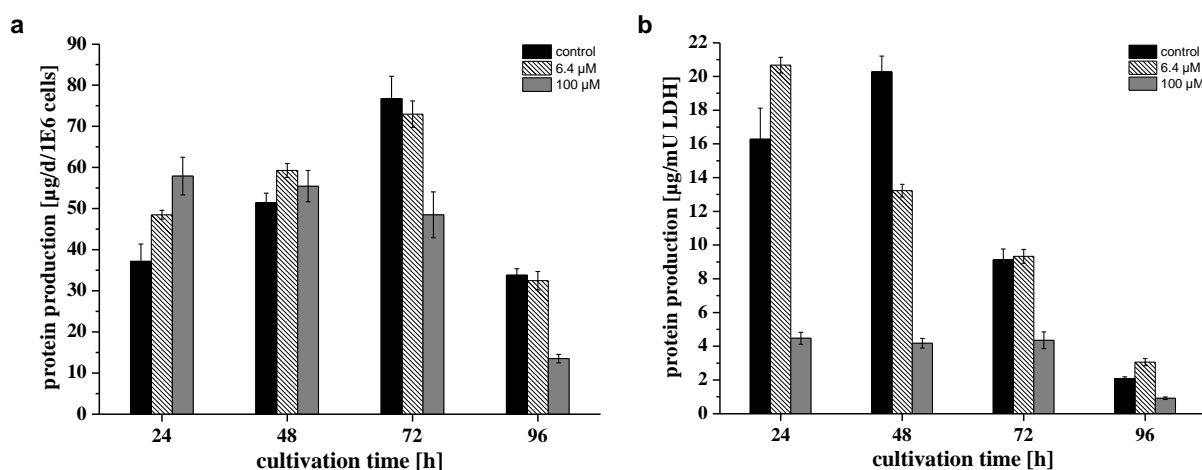 a
protein production [µg/d/1E6 cells]
90
80
70
60
50
40
30
20
10
0
control
6.4 µM
100 µM
24 48 72 96
cultivation time [h]
b
protein production [µg/mU LDH]
22
20
18
16
14
12
10
8
6
4
2
0
control
6.4 µM
100 µM
24 48 72 96
cultivation time [h]